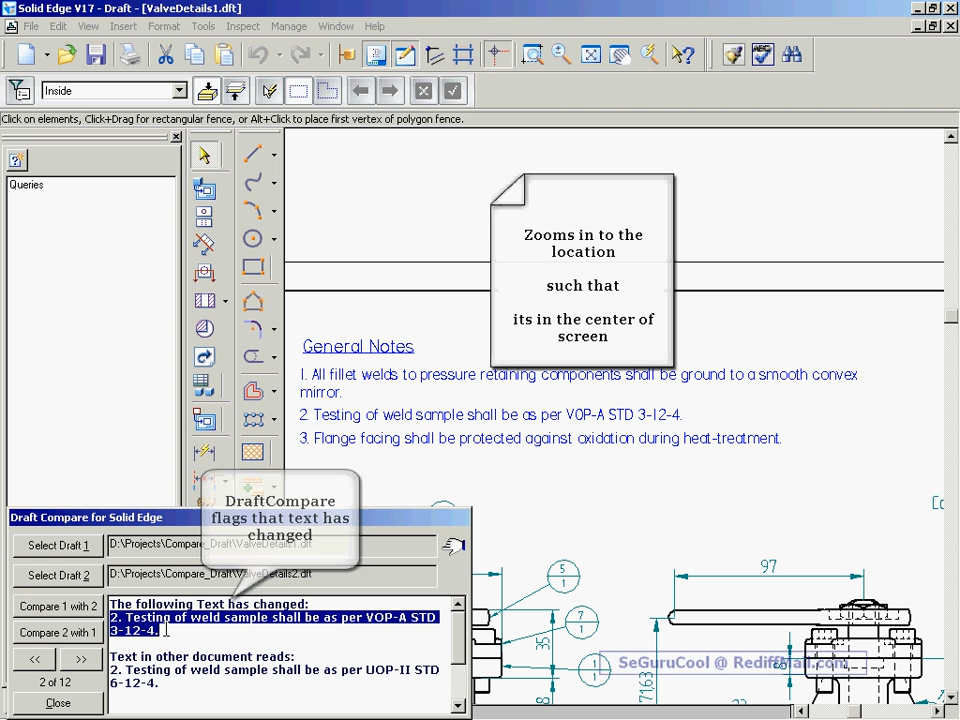 Solid Edge V17 - Draft - [ValveDetails1.dft]
File Edit View Insert Format Tools Inspect Manage Window Help
ABC
Inside
Click on elements, Click+Drag for rectangular fence, or Alt+Click to place first vertex of polygon fence.
Queries
Zooms in to the
location
such that
its in the center of
screen
General Notes
1. All fillet welds to pressure retaining components shall be ground to a smooth convex
mirror.
2. Testing of weld sample shall be as per VOP-A STD 3-12-4.
3. Flange facing shall be protected against oxidation during heat-treatment.
DraftCompare
flags that text has
changed
Draft Compare for Solid Edge
Select Draft 1
D:\Projects\Compare_Draft\ValveDetails1.dft
Select Draft 2
D:\Projects\Compare_Draft\ValveDetails2.dft
Compare 1 with 2
Compare 2 with 1
<< >>
2 of 12
Close
The following Text has changed:
2. Testing of weld sample shall be as per VOP-A STD
3-12-4.
Text in other document reads:
2. Testing of weld sample shall be as per UOP-II STD
6-12-4.
5
1
7
1
1
1
35
97
71,63
SeGuruCool @ RediffMail.com